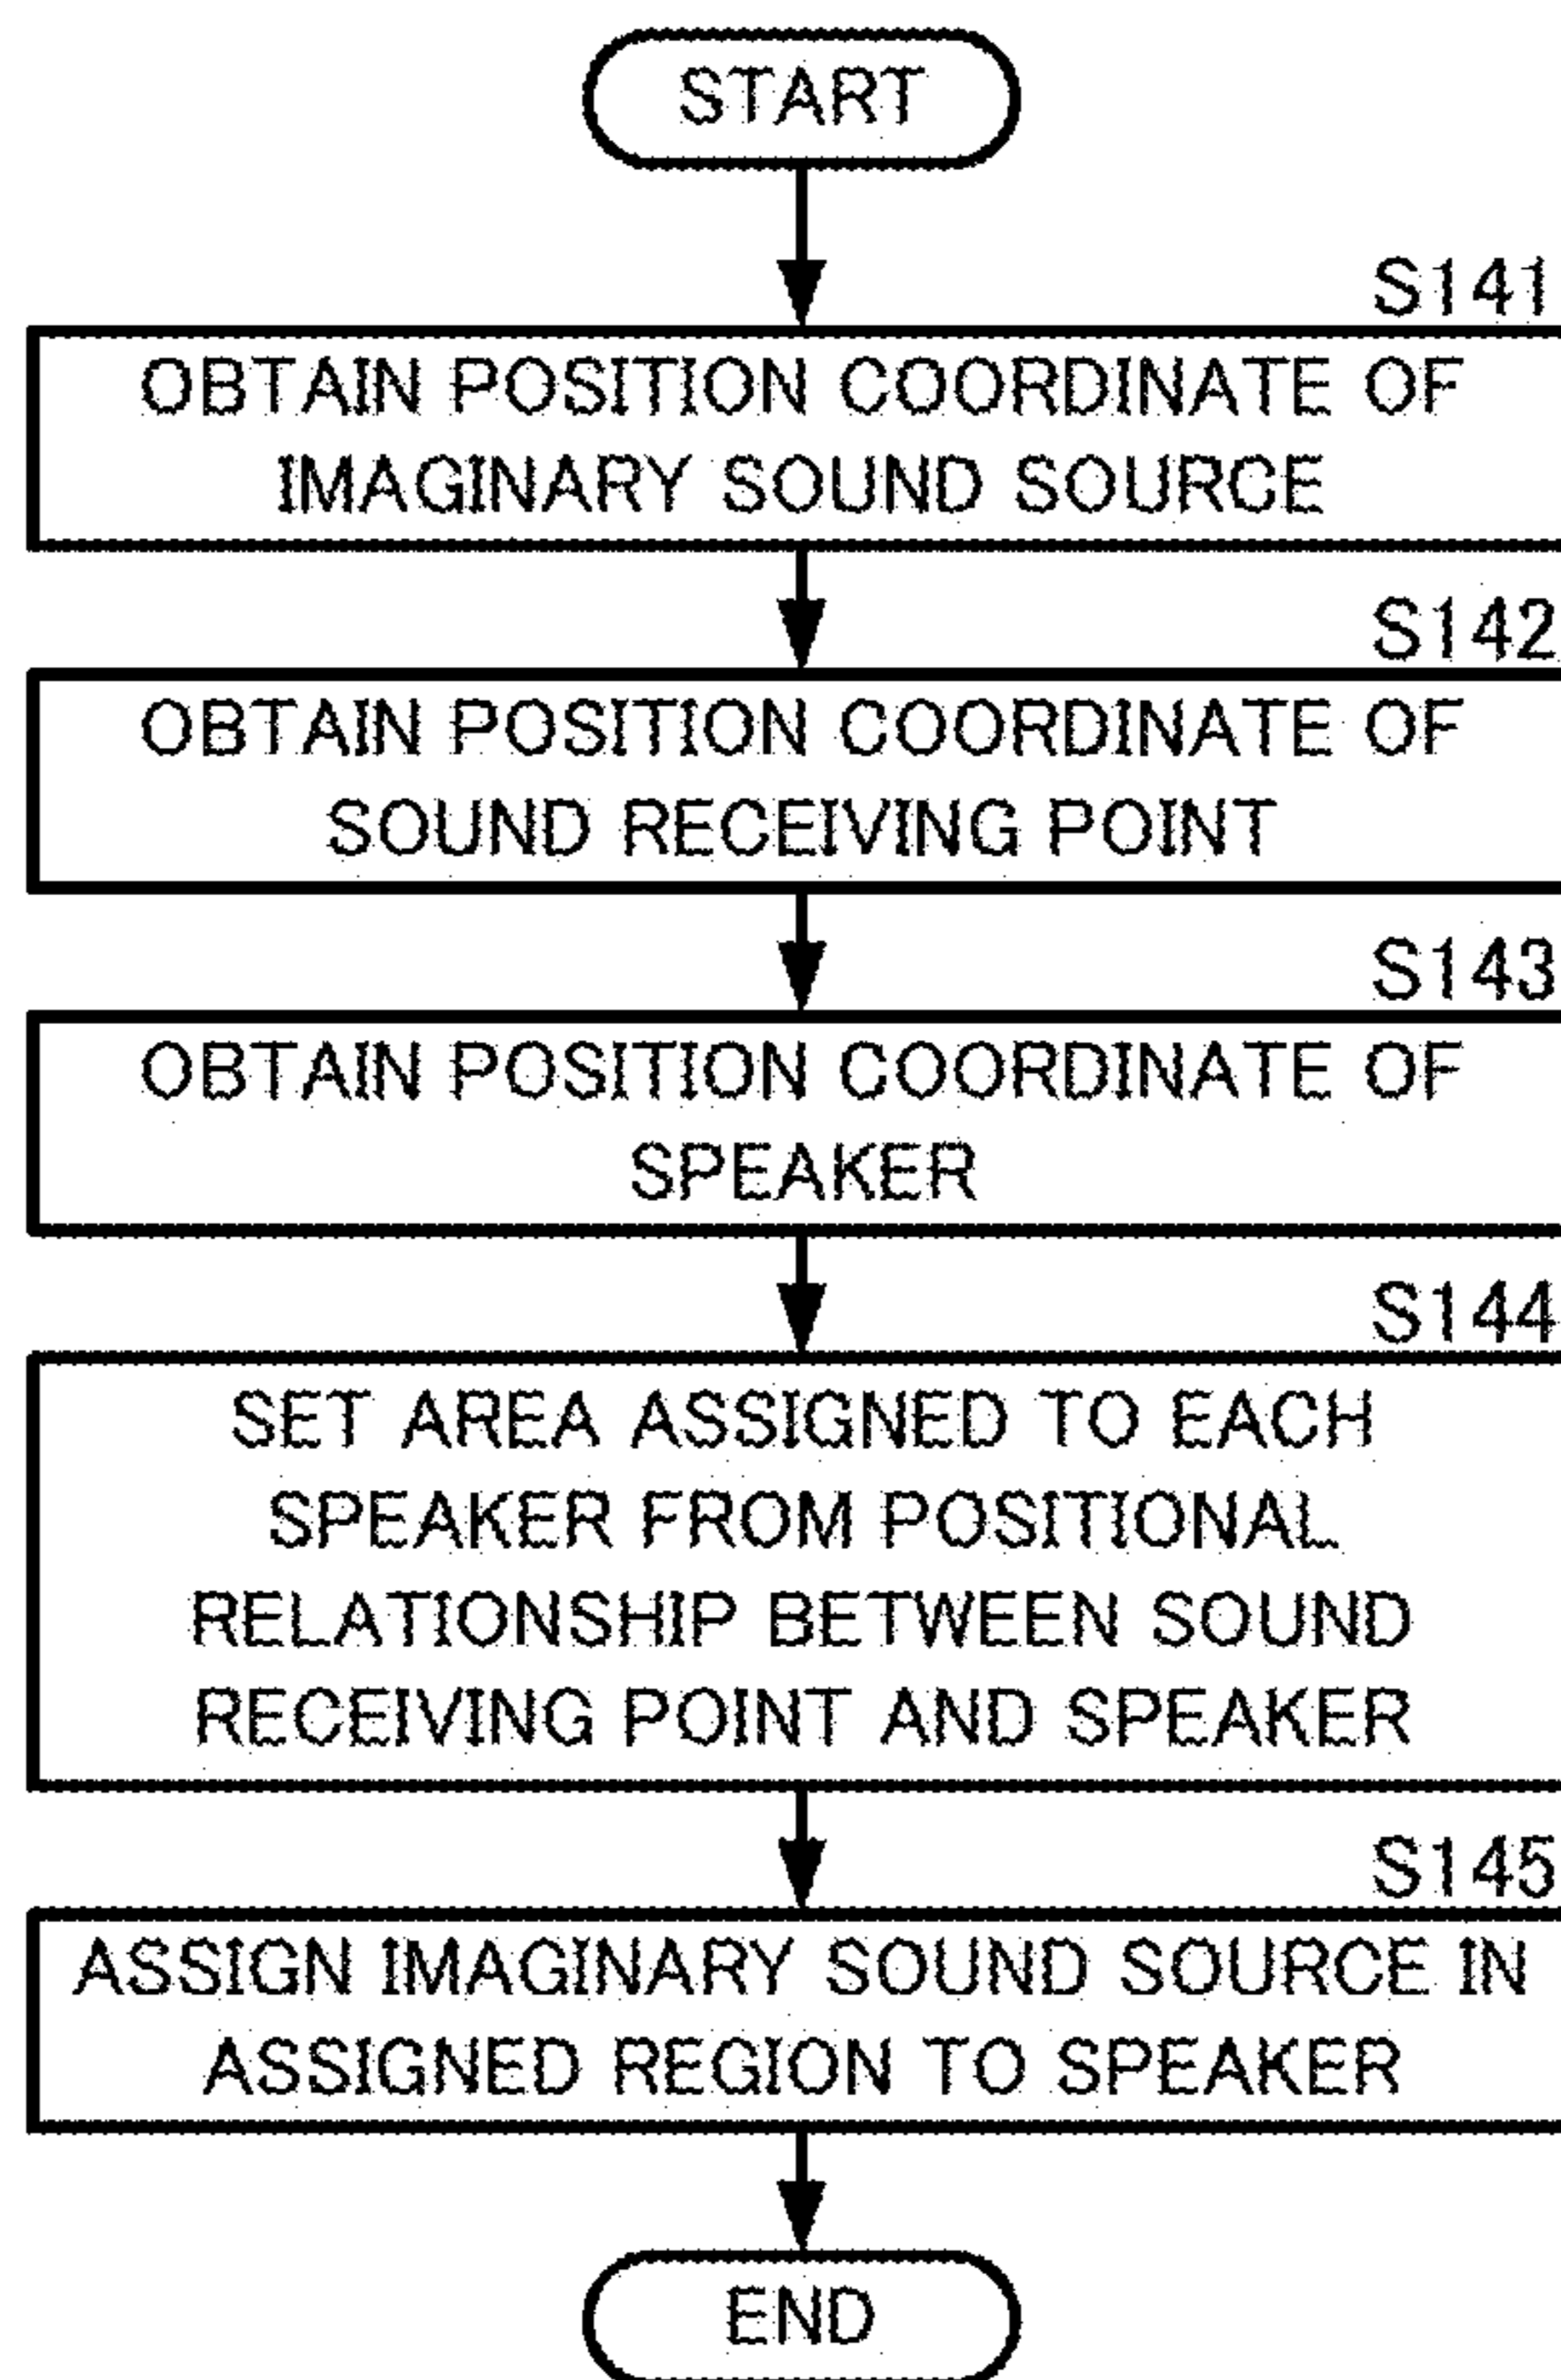 START
S141
OBTAIN POSITION COORDINATE OF
IMAGINARY SOUND SOURCE
S142
OBTAIN POSITION COORDINATE OF
SOUND RECEIVING POINT
S143
OBTAIN POSITION COORDINATE OF
SPEAKER
S144
SET AREA ASSIGNED TO EACH
SPEAKER FROM POSITIONAL
RELATIONSHIP BETWEEN SOUND
RECEIVING POINT AND SPEAKER
S145
ASSIGN IMAGINARY SOUND SOURCE IN
ASSIGNED REGION TO SPEAKER
END